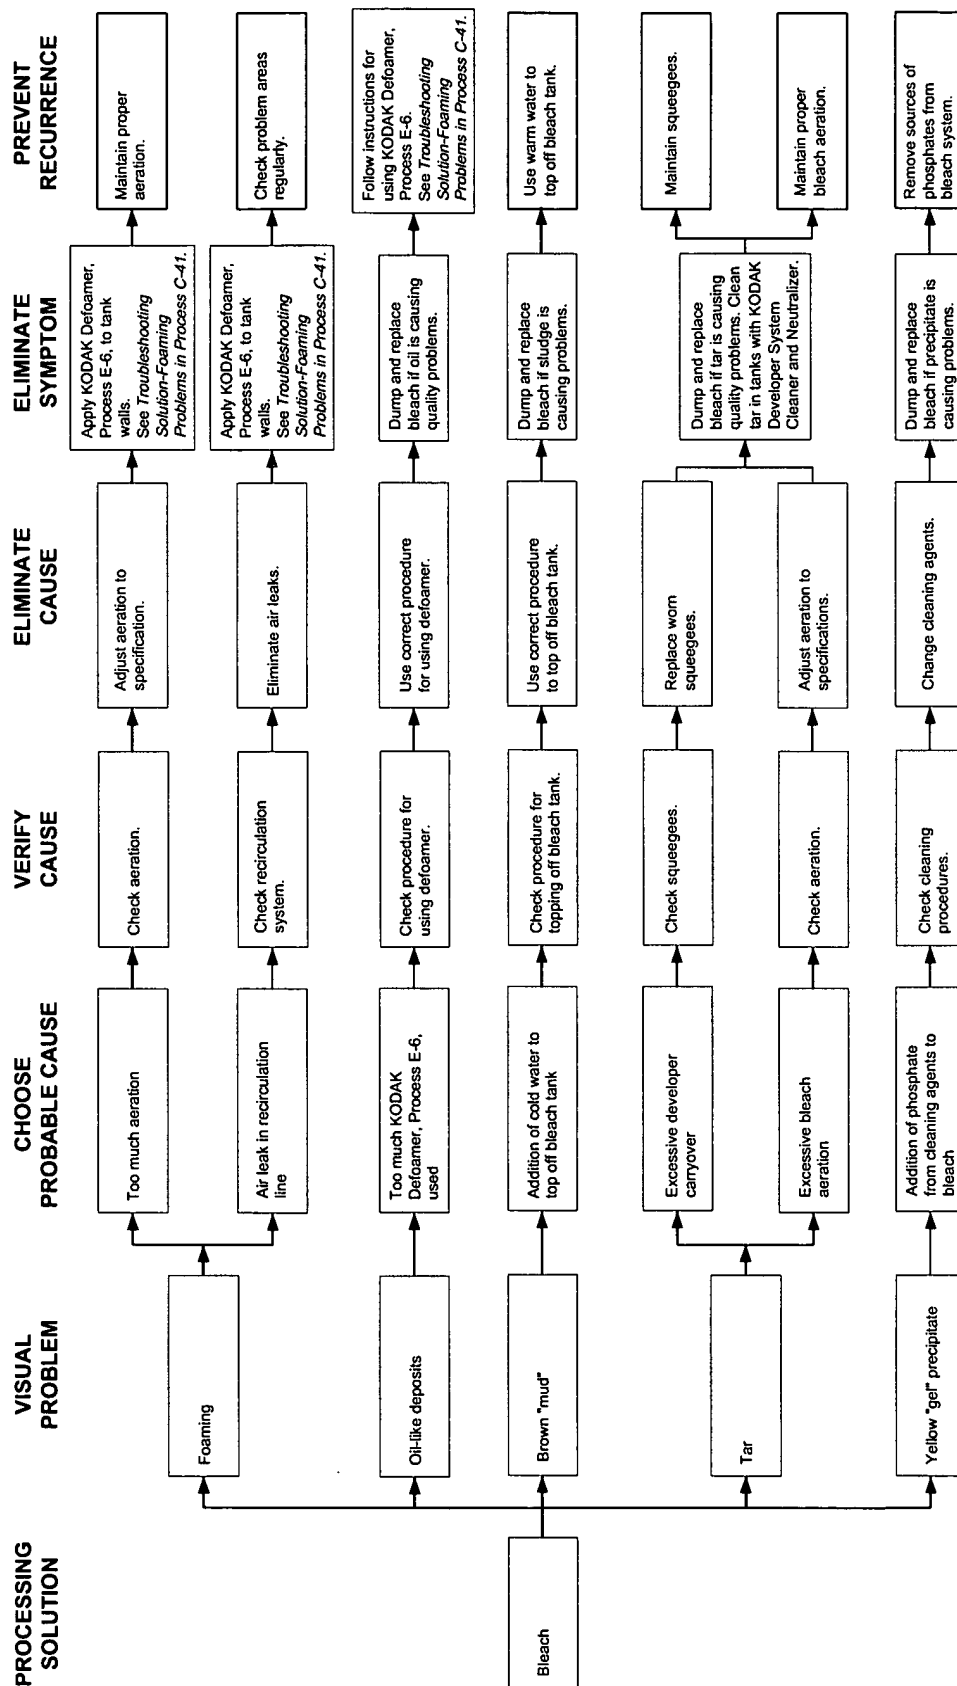 PROCESSING
SOLUTION
VISUAL
PROBLEM
CHOOSE
PROBABLE CAUSE
VERIFY
CAUSE
ELIMINATE
CAUSE
ELIMINATE
SYMPTOM
PREVENT
RECURRENCE
Bleach
Foaming
Too much aeration
Check aeration.
Adjust aeration to
specification.
Apply KODAK Defoamer,
Process E-6, to tank
walls.
See Troubleshooting
Solution-Foaming
Problems in Process C-41.
Maintain proper
aeration.
Air leak in recirculation
line
Check recirculation
system.
Eliminate air leaks.
Apply KODAK Defoamer,
Process E-6, to tank
walls.
See Troubleshooting
Solution-Foaming
Problems in Process C-41.
Check problem areas
regularly.
Oil-like deposits
Too much KODAK
Defoamer, Process E-6,
used
Check procedure for
using defoamer.
Use correct procedure
for using defoamer.
Dump and replace
bleach if oil is causing
quality problems.
Follow instructions for
using KODAK Defoamer,
Process E-6.
See Troubleshooting
Solution-Foaming
Problems in Process C-41.
Brown "mud"
Addition of cold water to
top off bleach tank
Check procedure for
topping off bleach tank.
Use correct procedure
to top off bleach tank.
Dump and replace
bleach if sludge is
causing problems.
Use warm water to
top off bleach tank.
Tar
Excessive developer
carryover
Check squeegees.
Replace worn
squeegees.
Excessive bleach
aeration
Check aeration.
Adjust aeration to
specifications.
Dump and replace
bleach if tar is causing
quality problems. Clean
tar in tanks with KODAK
Developer System
Cleaner and Neutralizer.
Maintain squeegees.
Maintain proper
bleach aeration.
Yellow "gel" precipitate
Addition of phosphate
from cleaning agents to
bleach
Check cleaning
procedures.
Change cleaning agents.
Dump and replace
bleach if precipitate is
causing problems.
Remove sources of
phosphates from
bleach system.